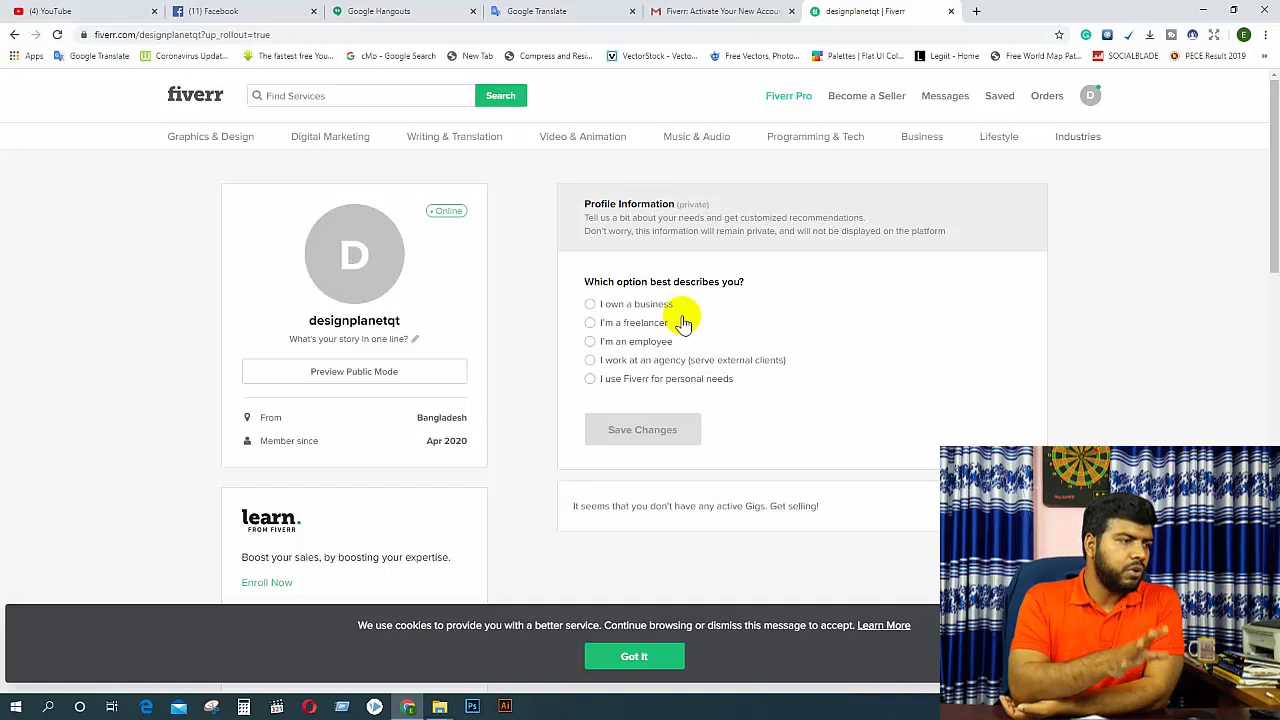 (4) YouTube
(11) Facebook
Google Hangouts
Google Translate
Fiverr: Activate Your New Accou
designplanetqt | Fiverr
fiverr.com/designplanetqt?up_rollout=true
E
Apps
Google Translate
Coronavirus Updat...
The fastest free You...
cMo - Google Search
New Tab
Compress and Resi...
VectorStock - Vecto...
Free Vectors, Photo...
Palettes | Flat UI Col...
Legiit - Home
Free World Map Pat...
SOCIALBLADE
PECE Result 2019
fiverr
Find Services
Search
Fiverr Pro
Become a Seller
Messages
Saved
Orders
D
Graphics & Design
Digital Marketing
Writing & Translation
Video & Animation
Music & Audio
Programming & Tech
Business
Lifestyle
Industries
• Online
D
designplanetqt
What's your story in one line?
Preview Public Mode
From
Bangladesh
Member since
Apr 2020
Profile Information (private)
Tell us a bit about your needs and get customized recommendations.
Don't worry, this information will remain private, and will not be displayed on the platform
Which option best describes you?
I own a business
I'm a freelancer
I'm an employee
I work at an agency (serve external clients)
I use Fiverr for personal needs
Save Changes
It seems that you don't have any active Gigs. Get selling!
learn.
FROM FIVERR
Boost your sales, by boosting your expertise.
Enroll Now
We use cookies to provide you with a better service. Continue browsing or dismiss this message to accept. Learn More
Got It
Ps
Ai